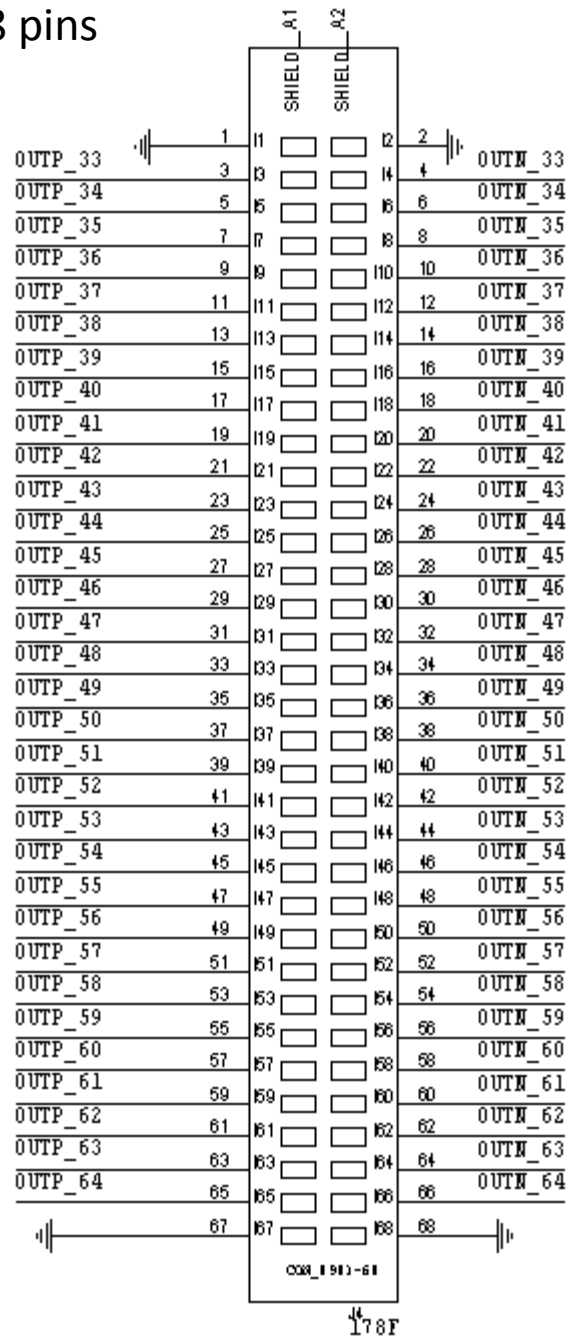 8 pins
SHIELD_A1 SHIELD_A2
1 I1 I2 2
OUTP_33 3 I3 I4 4 OUTN_33
OUTP_34 5 I5 I6 6 OUTN_34
OUTP_35 7 I7 I8 8 OUTN_35
OUTP_36 9 I9 I10 10 OUTN_36
OUTP_37 11 I11 I12 12 OUTN_37
OUTP_38 13 I13 I14 14 OUTN_38
OUTP_39 15 I15 I16 16 OUTN_39
OUTP_40 17 I17 I18 18 OUTN_40
OUTP_41 19 I19 I20 20 OUTN_41
OUTP_42 21 I21 I22 22 OUTN_42
OUTP_43 23 I23 I24 24 OUTN_43
OUTP_44 25 I25 I26 26 OUTN_44
OUTP_45 27 I27 I28 28 OUTN_45
OUTP_46 29 I29 I30 30 OUTN_46
OUTP_47 31 I31 I32 32 OUTN_47
OUTP_48 33 I33 I34 34 OUTN_48
OUTP_49 35 I35 I36 36 OUTN_49
OUTP_50 37 I37 I38 38 OUTN_50
OUTP_51 39 I39 I40 40 OUTN_51
OUTP_52 41 I41 I42 42 OUTN_52
OUTP_53 43 I43 I44 44 OUTN_53
OUTP_54 45 I45 I46 46 OUTN_54
OUTP_55 47 I47 I48 48 OUTN_55
OUTP_56 49 I49 I50 50 OUTN_56
OUTP_57 51 I51 I52 52 OUTN_57
OUTP_58 53 I53 I54 54 OUTN_58
OUTP_59 55 I55 I56 56 OUTN_59
OUTP_60 57 I57 I58 58 OUTN_60
OUTP_61 59 I59 I60 60 OUTN_61
OUTP_62 61 I61 I62 62 OUTN_62
OUTP_63 63 I63 I64 64 OUTN_63
OUTP_64 65 I65 I66 66 OUTN_64
67 I67 I68 68
J4
178F